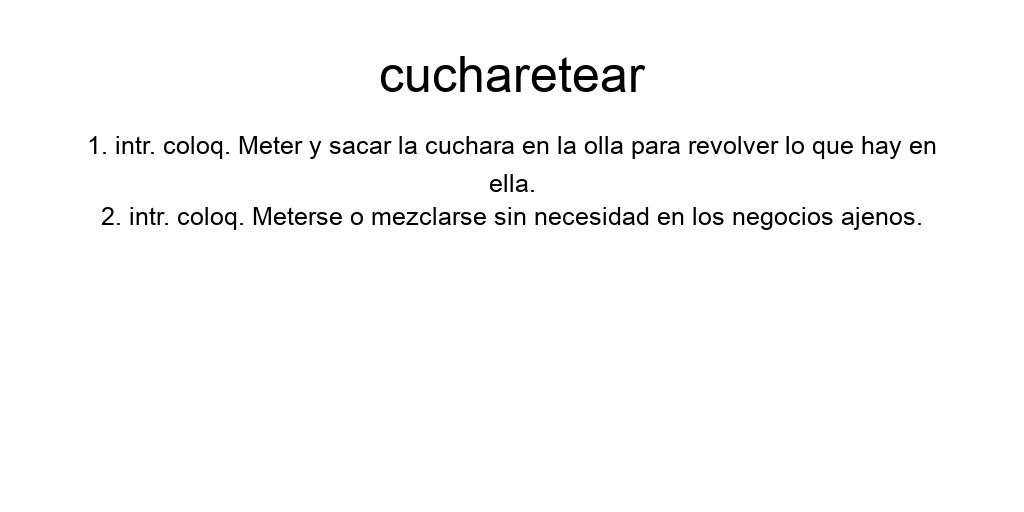 cucharetear
1. intr. coloq. Meter y sacar la cuchara en la olla para revolver lo que hay en
ella.
2. intr. coloq. Meterse o mezclarse sin necesidad en los negocios ajenos.